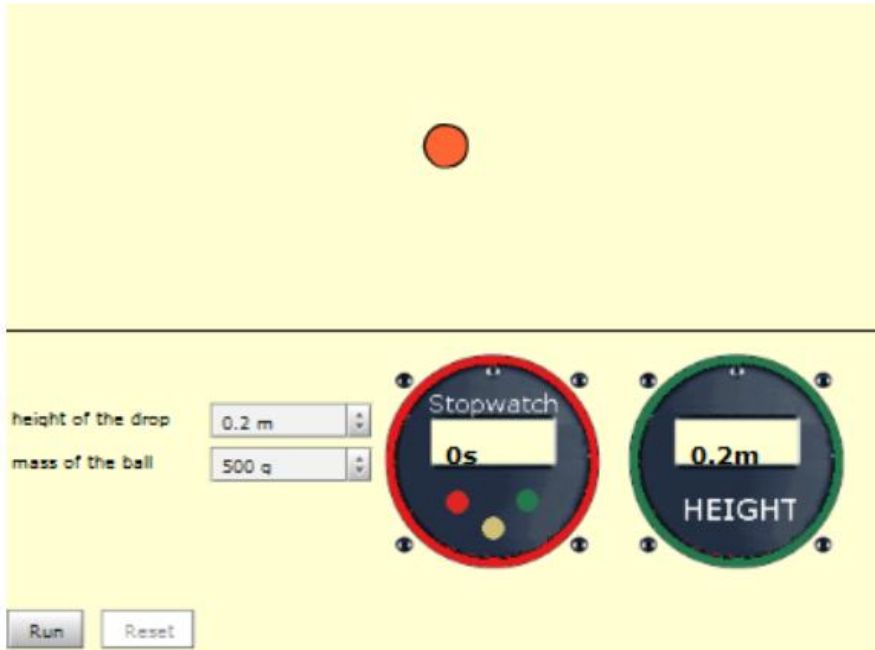 height of the drop
0.2 m
mass of the ball
500 g
Stopwatch
0s
0.2m
HEIGHT
Run
Reset